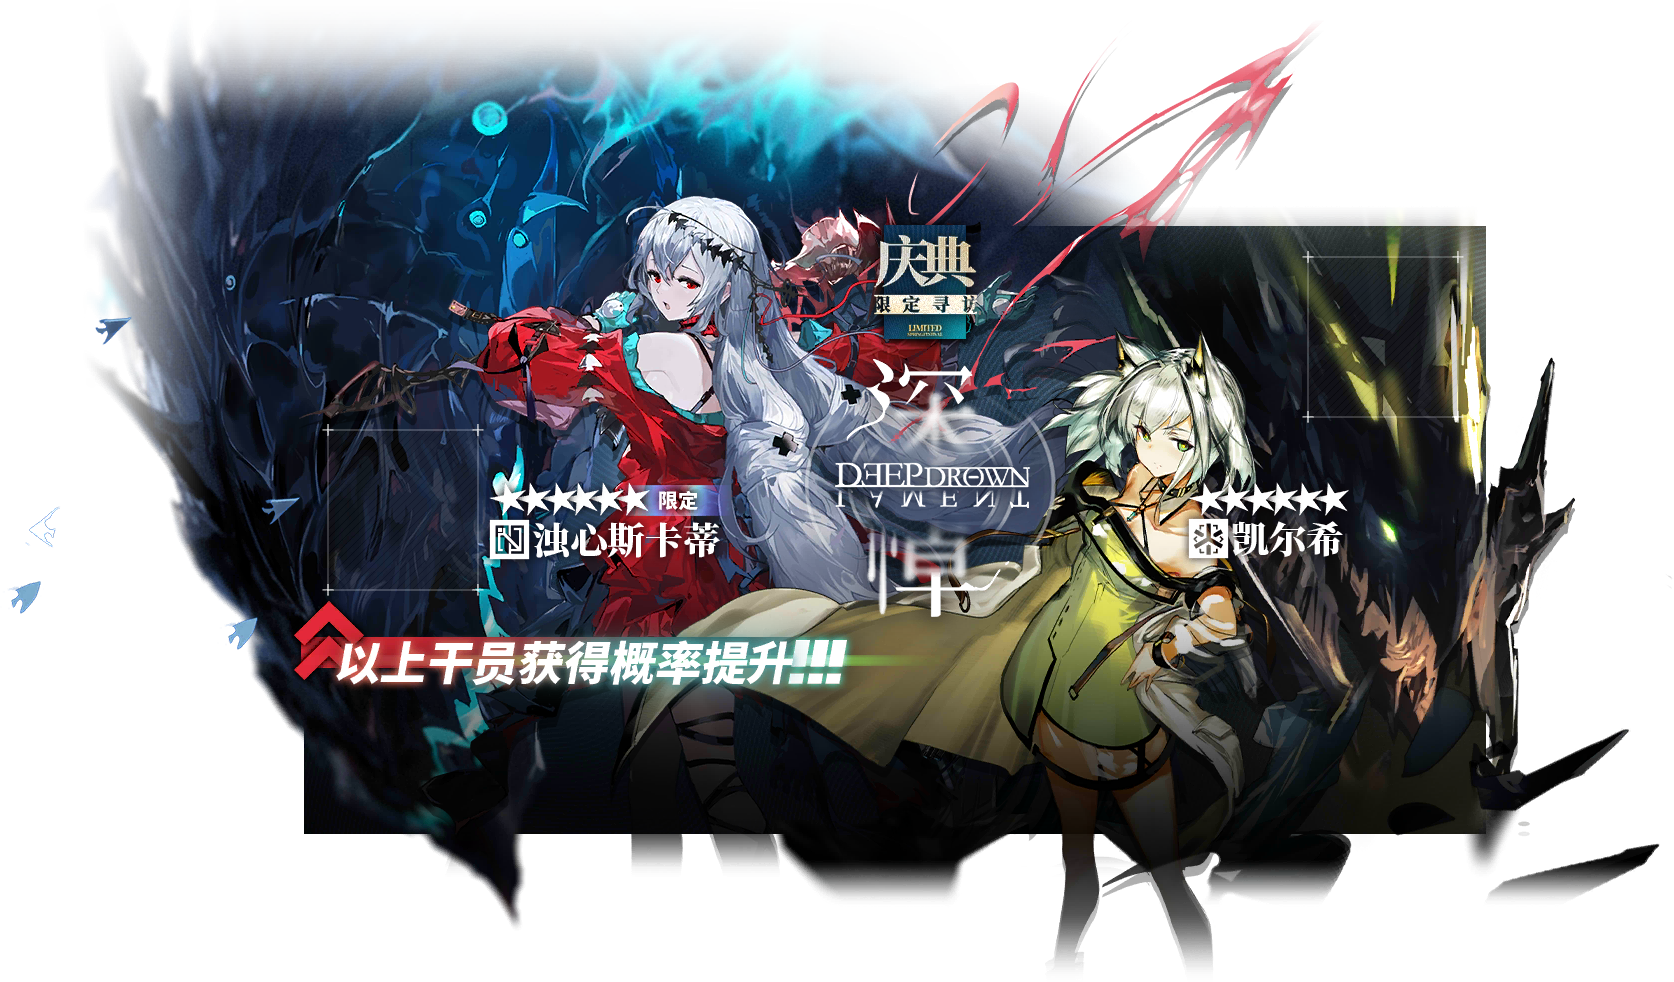 庆典
限定寻访
LIMITED
深
DEEPDROWN
LAMENT
悼
★★★★★★ 限定
浊心斯卡蒂
★★★★★★
凯尔希
以上干员获得概率提升!!!